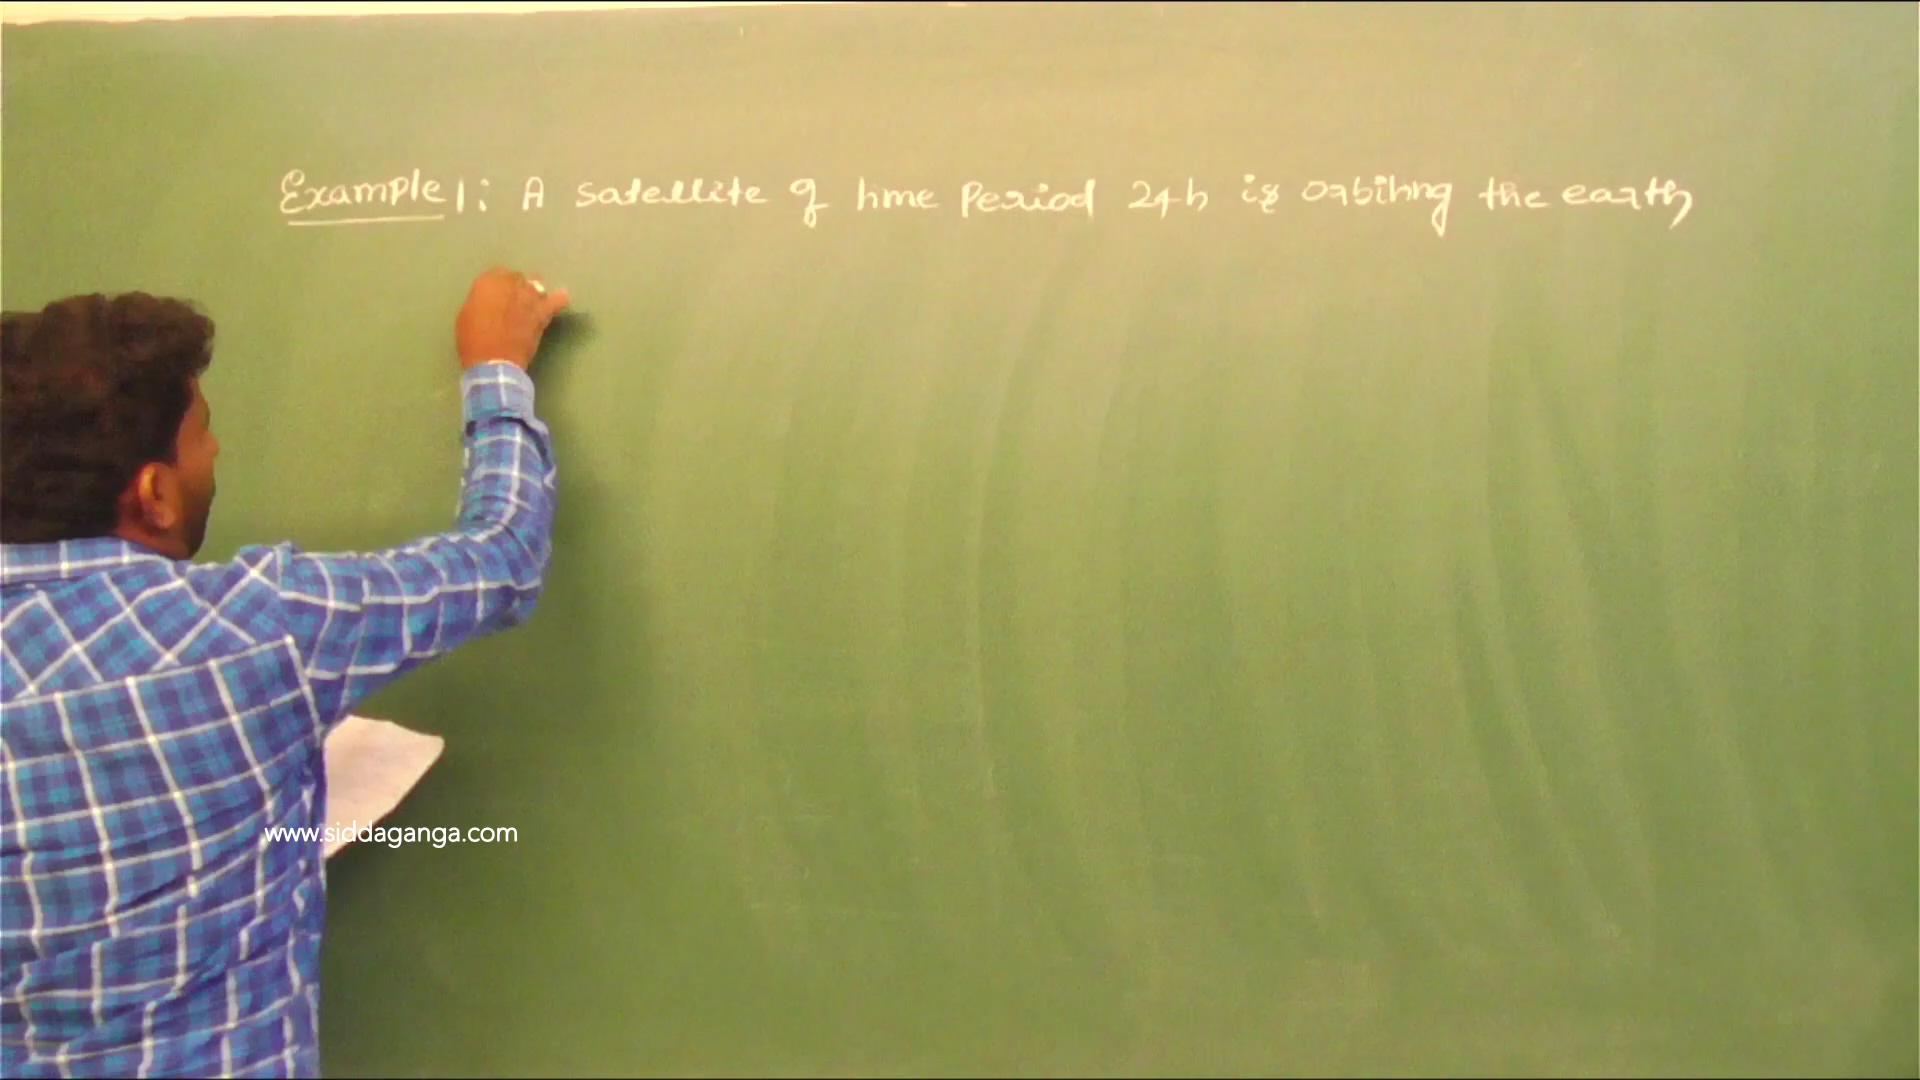 Example 1: A satellite of time Period 24h is orbiting the earth
www.siddaganga.com